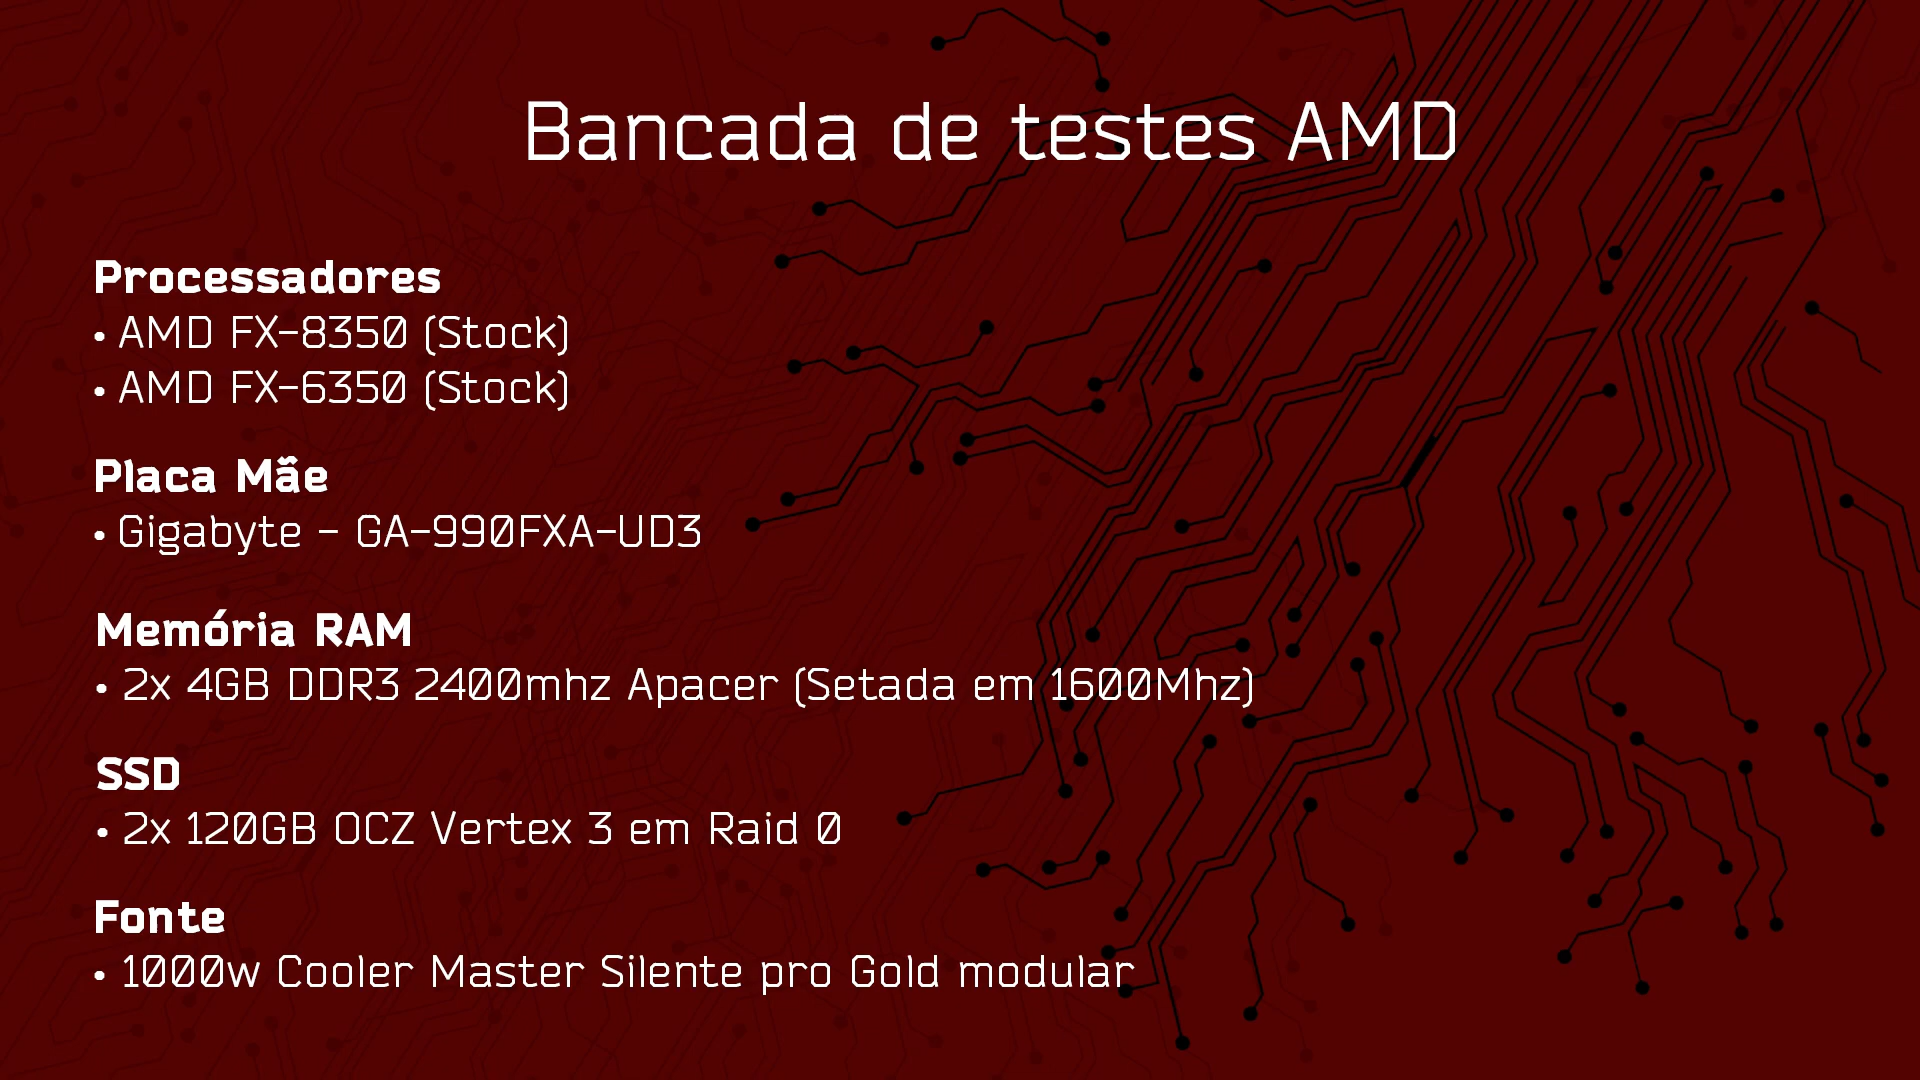 Bancada de testes AMD
Processadores
• AMD FX-8350 (Stock)
• AMD FX-6350 (Stock)
Placa Mãe
• Gigabyte - GA-990FXA-UD3
Memória RAM
• 2x 4GB DDR3 2400mhz Apacer (Setada em 1600Mhz)
SSD
• 2x 120GB OCZ Vertex 3 em Raid 0
Fonte
• 1000w Cooler Master Silente pro Gold modular